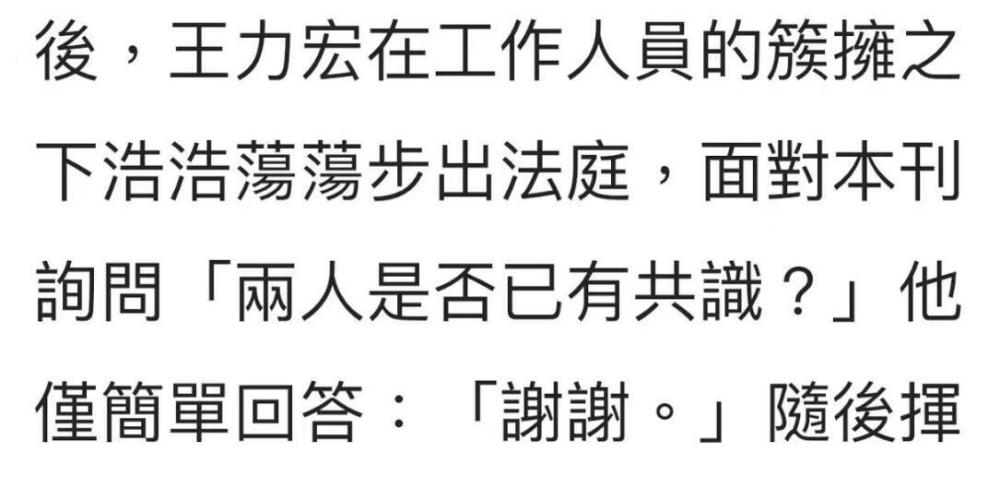 後，王力宏在工作人員的簇擁之
下浩浩蕩蕩步出法庭，面對本刊
詢問「兩人是否已有共識？」他
僅簡單回答：「謝謝。」隨後揮